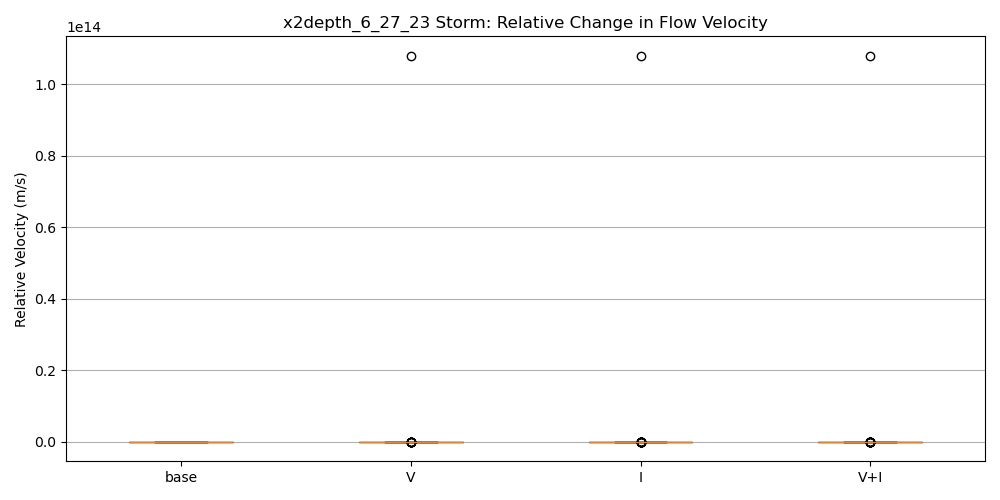 x2depth_6_27_23 Storm: Relative Change in Flow Velocity
1e14
Relative Velocity (m/s)
1.0
0.8
0.6
0.4
0.2
0.0
base V I V+I